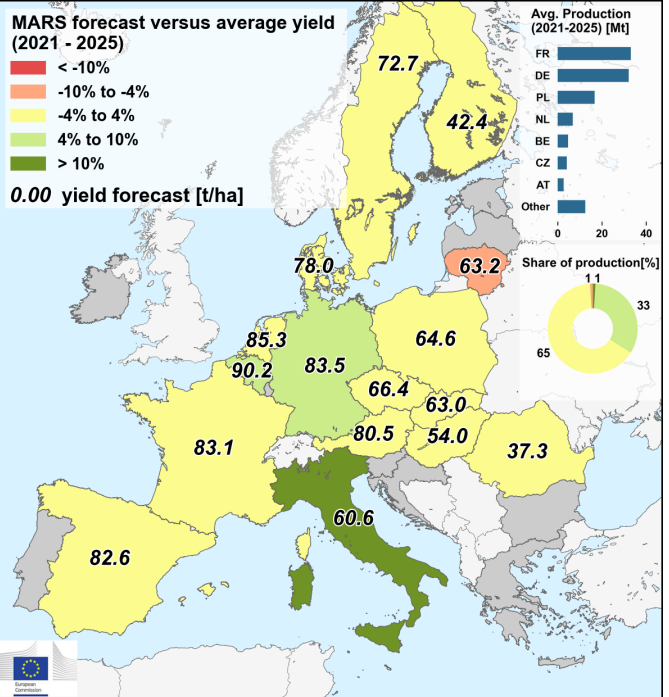 MARS forecast versus average yield
(2021 - 2025)
< -10%
-10% to -4%
-4% to 4%
4% to 10%
> 10%
0.00 yield forecast [t/ha]
Avg. Production
(2021-2025) [Mt]
FR
DE
PL
NL
BE
CZ
AT
Other
0 20 40
Share of production[%]
1 1
33
65
72.7
42.4
78.0
63.2
85.3
64.6
90.2
83.5
66.4
63.0
80.5
54.0
83.1
37.3
60.6
82.6
European
Commission